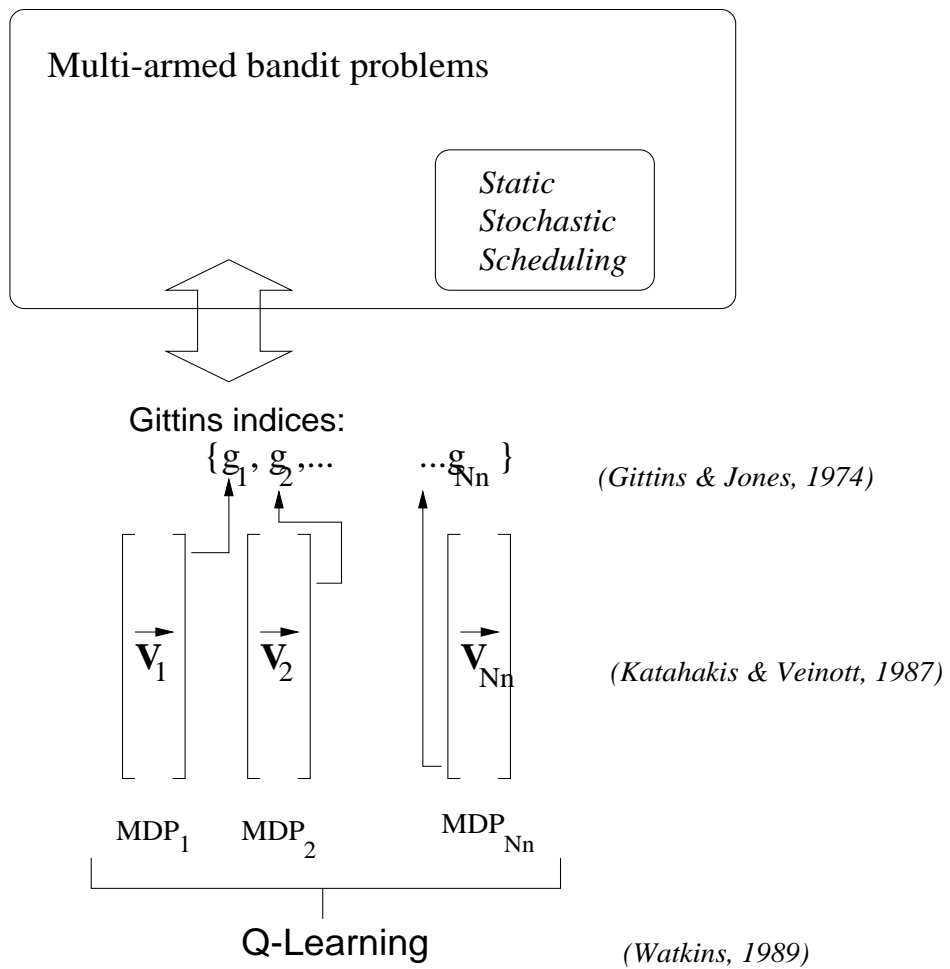 Multi-armed bandit problems
Static
Stochastic
Scheduling
Gittins indices:
{g1, g2,... ...gNn }
(Gittins & Jones, 1974)
V1 V2 VNn
(Katahakis & Veinott, 1987)
MDP1 MDP2 MDPNn
Q-Learning
(Watkins, 1989)